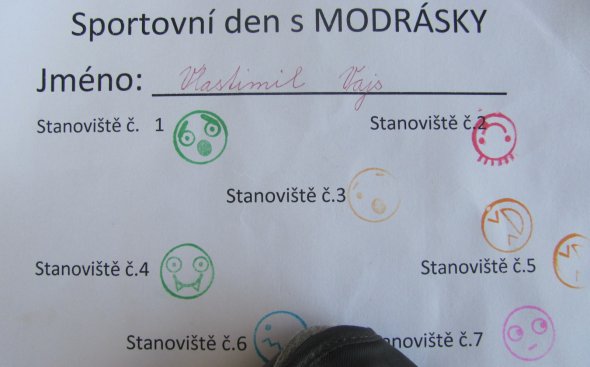 Sportovní den s MODRÁSKY
Jméno: Vlastimil Vajs
Stanoviště č. 1
Stanoviště č.2
Stanoviště č.3
Stanoviště č.4
Stanoviště č.5
Stanoviště č.6
noviště č.7